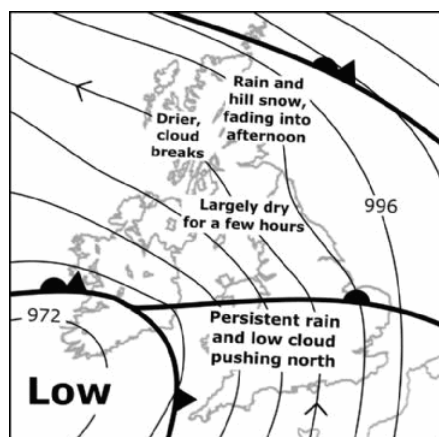 Rain and
hill snow,
fading into
afternoon
Drier,
cloud
breaks
Largely dry
for a few hours
996
972
Persistent rain
and low cloud
pushing north
Low